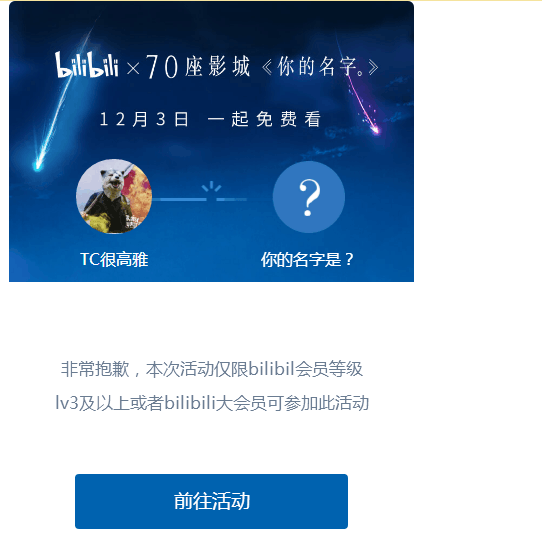 bilibili × 70座影城《你的名字。》
12月3日 一起免费看
?
TC很高雅
你的名字是？
非常抱歉，本次活动仅限bilibil会员等级
lv3及以上或者bilibili大会员可参加此活动
前往活动